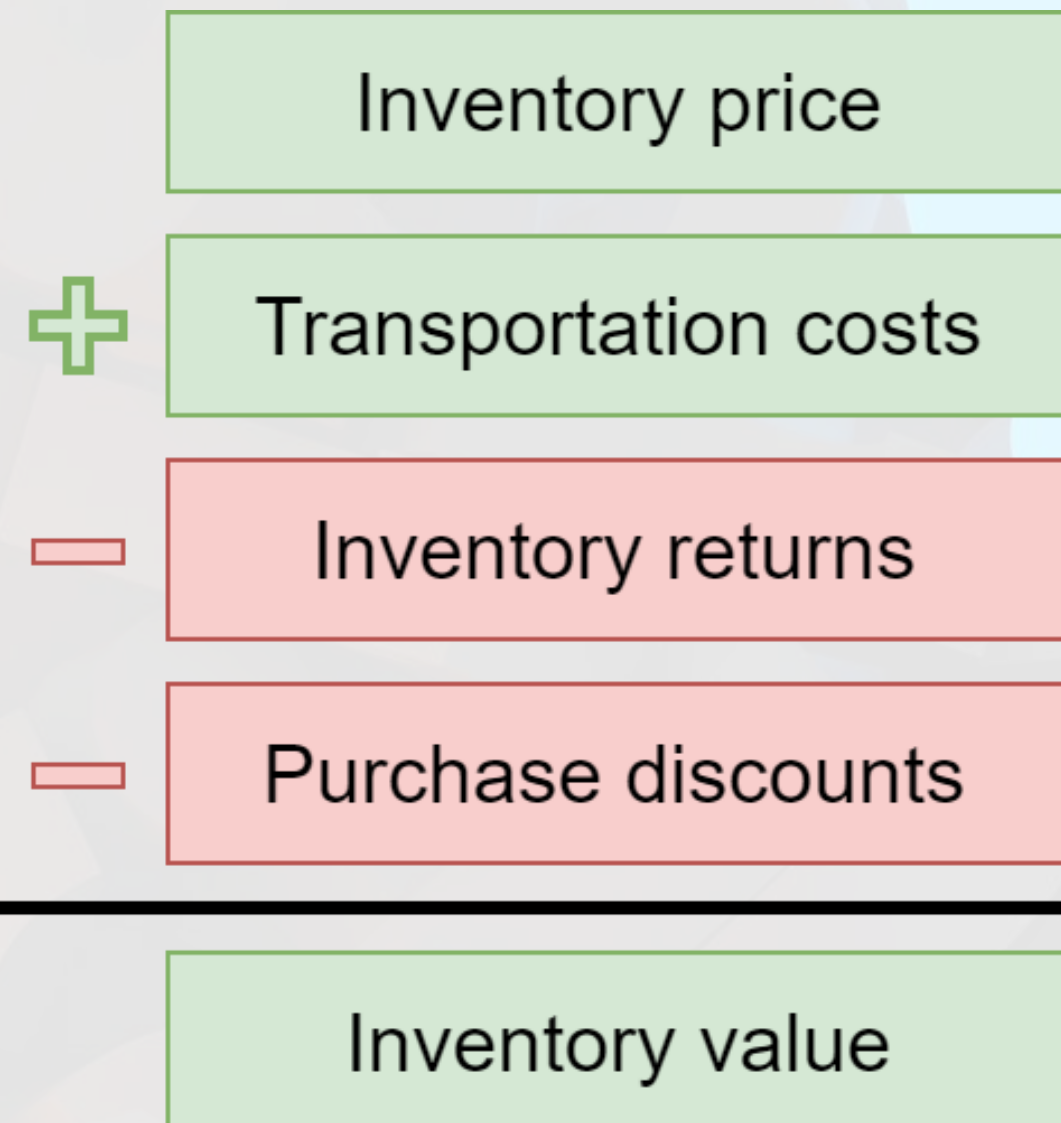 Inventory price
Transportation costs
Inventory returns
Purchase discounts
Inventory value